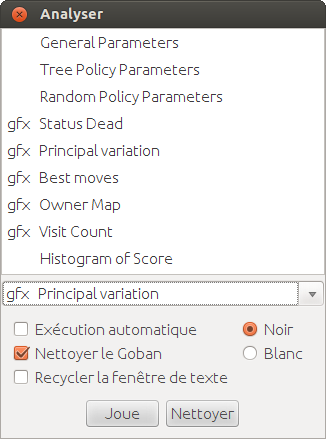 Analyser
General Parameters
Tree Policy Parameters
Random Policy Parameters
gfx Status Dead
gfx Principal variation
gfx Best moves
gfx Owner Map
gfx Visit Count
Histogram of Score
gfx Principal variation
Exécution automatique
Noir
Nettoyer le Goban
Blanc
Recycler la fenêtre de texte
Joue
Nettoyer